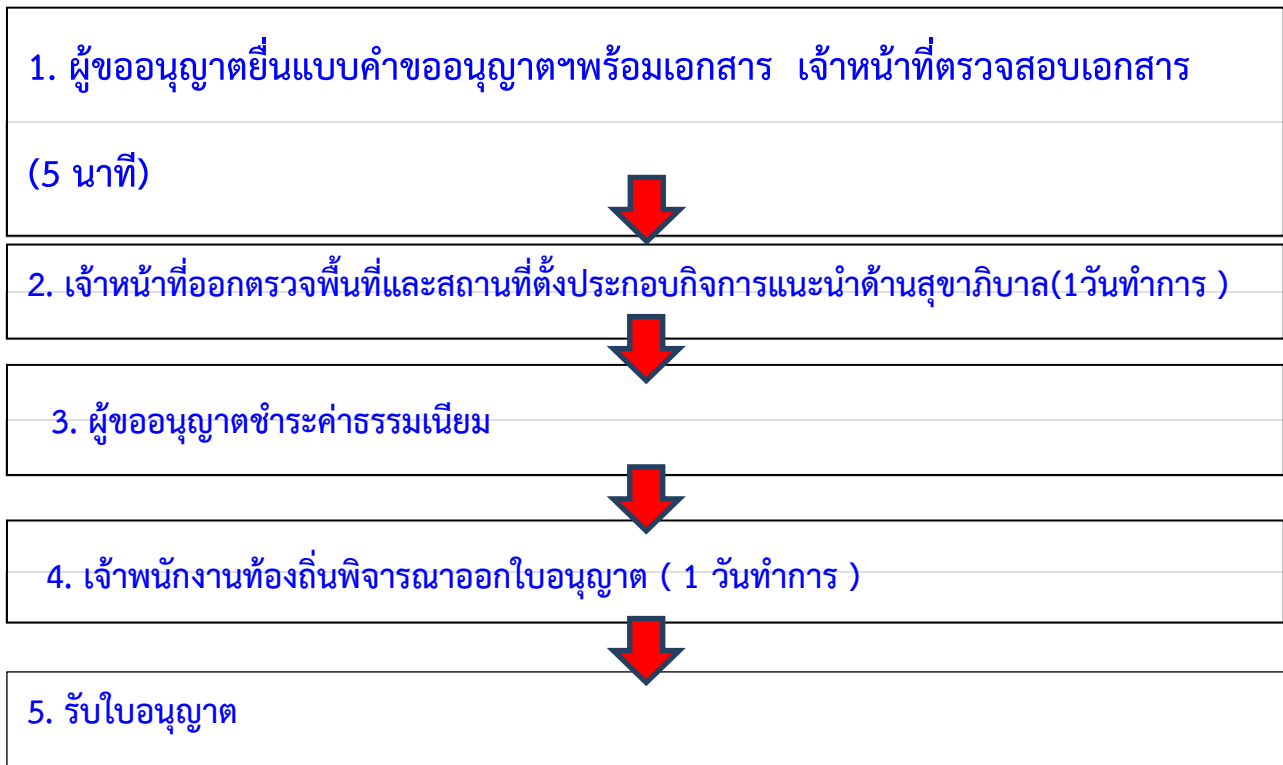 1. ผู้ขออนุญาตยื่นแบบคำขออนุญาตฯพร้อมเอกสาร เจ้าหน้าที่ตรวจสอบเอกสาร
(5 นาที)
2. เจ้าหน้าที่ออกตรวจพื้นที่และสถานที่ตั้งประกอบกิจการแนะนำด้านสุขาภิบาล(1วันทำการ )
3. ผู้ขออนุญาตชำระค่าธรรมเนียม
4. เจ้าพนักงานท้องถิ่นพิจารณาออกใบอนุญาต ( 1 วันทำการ )
5. รับใบอนุญาต